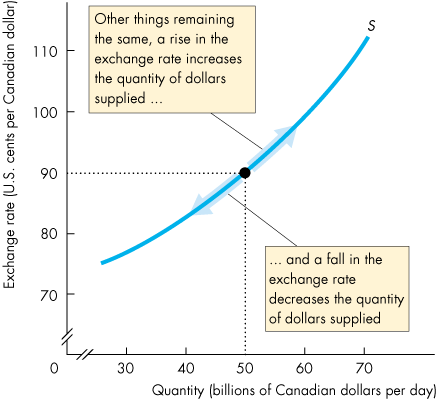 Exchange rate (U.S. cents per Canadian dollar)
Other things remaining
the same, a rise in the
exchange rate increases
the quantity of dollars
supplied …
S
110
100
90
80
70
… and a fall in the
exchange rate
decreases the quantity
of dollars supplied
0
30
40
50
60
70
Quantity (billions of Canadian dollars per day)